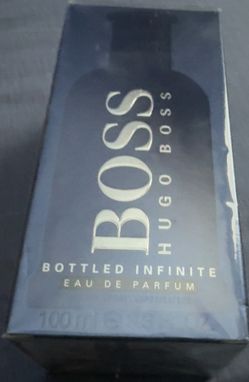 BOSS
HUGO BOSS
BOTTLED INFINITE
EAU DE PARFUM
100 ml